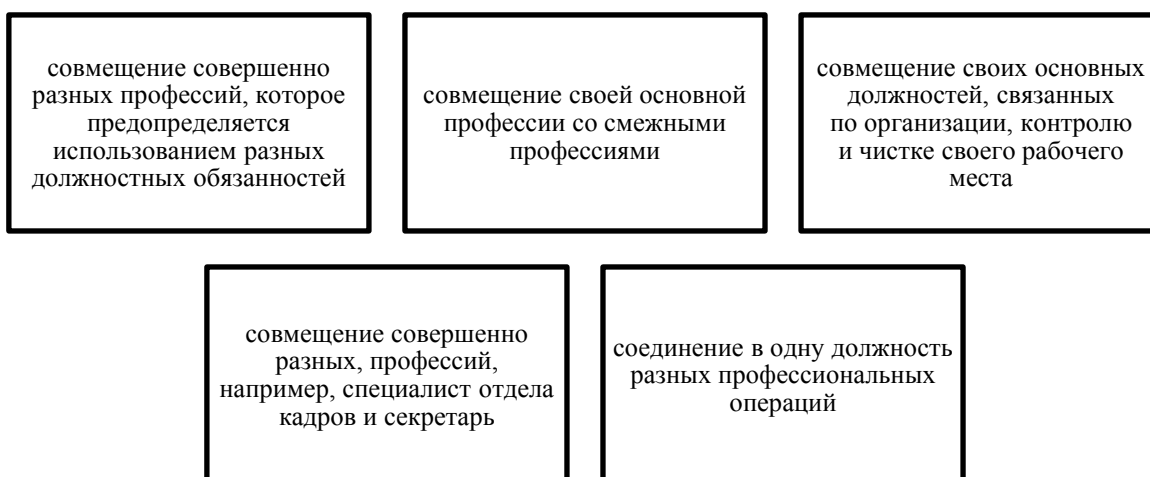 совмещение совершенно
разных профессий, которое
предопределяется
использованием разных
должностных обязанностей
совмещение своей основной
профессии со смежными
профессиями
совмещение своих основных
должностей, связанных
по организации, контролю
и чистке своего рабочего
места
совмещение совершенно
разных, профессий,
например, специалист отдела
кадров и секретарь
соединение в одну должность
разных профессиональных
операций